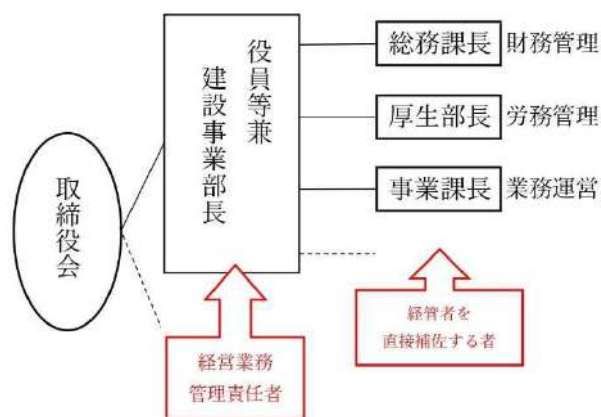 取締役会
役員等兼
建設事業部長
総務課長 財務管理
厚生部長 労務管理
事業課長 業務運営
経営業務
管理責任者
経管者を
直接補佐する者